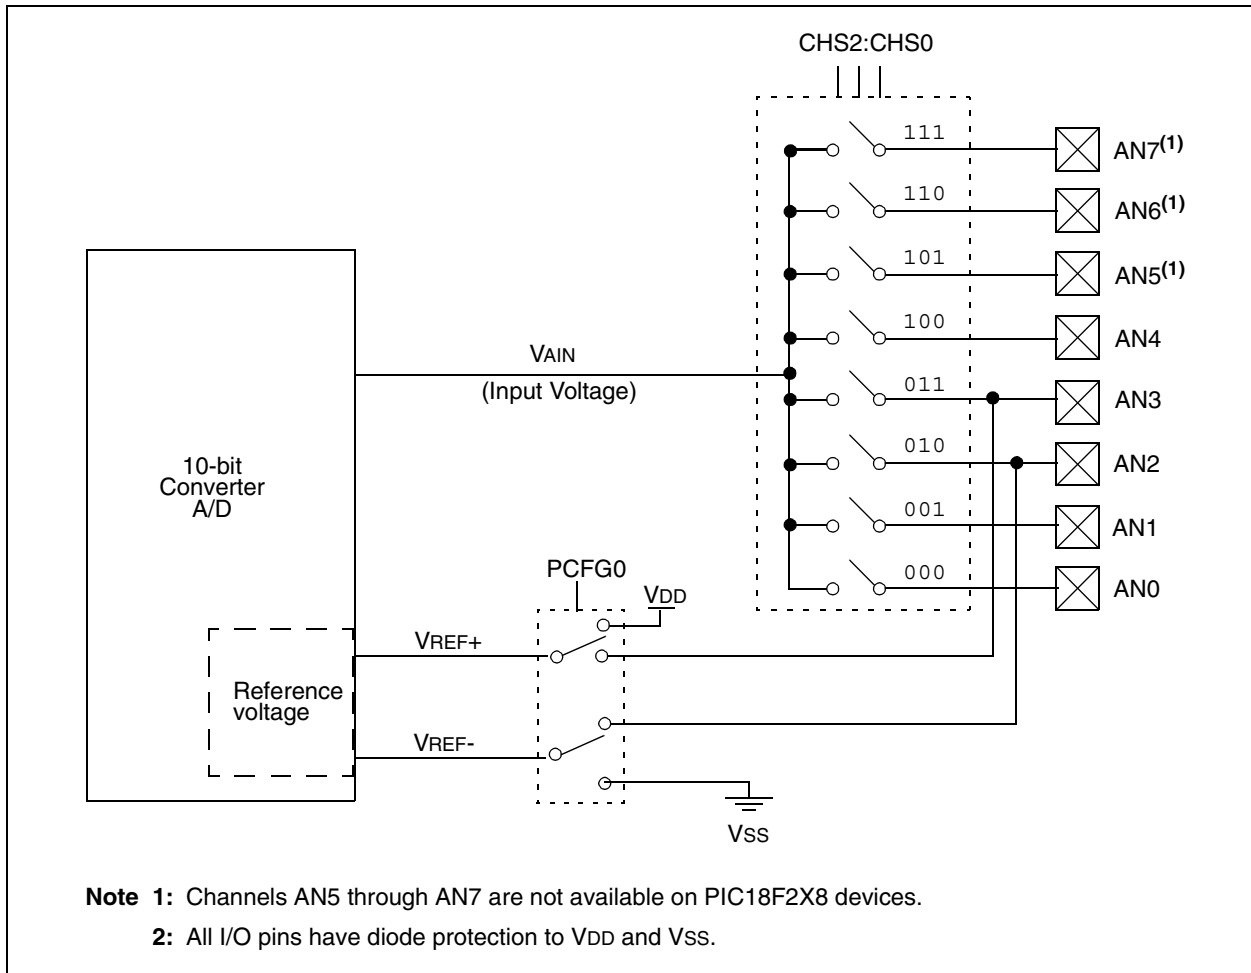 CHS2:CHS0
111
AN7(1)
110
AN6(1)
101
AN5(1)
100
AN4
VAIN
(Input Voltage)
011
AN3
010
AN2
10-bit
Converter
A/D
001
AN1
000
AN0
PCFG0
VDD
VREF+
Reference
voltage
VREF-
VSS
Note 1: Channels AN5 through AN7 are not available on PIC18F2X8 devices.
2: All I/O pins have diode protection to VDD and VSS.